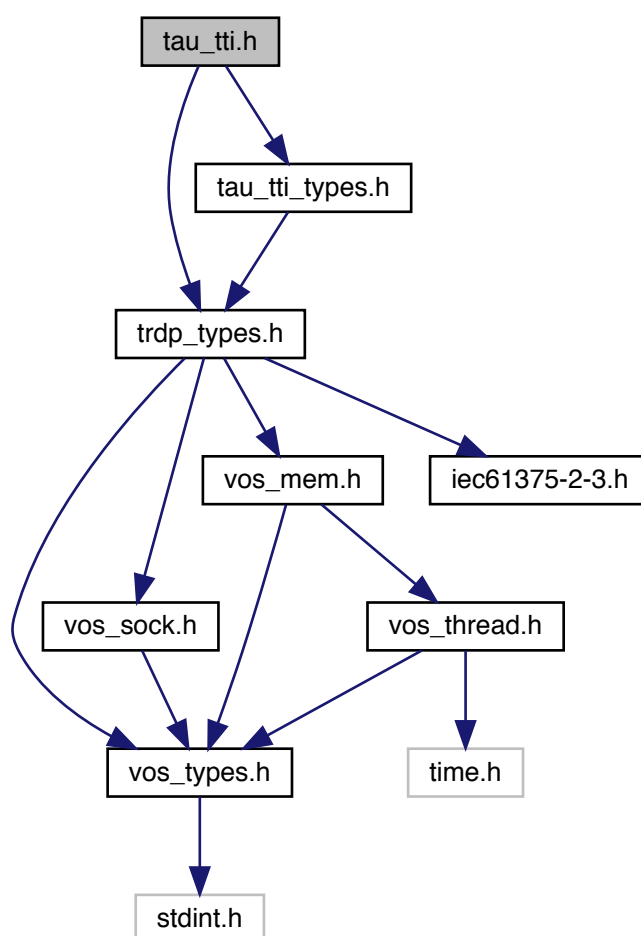 tau_tti.h
tau_tti_types.h
trdp_types.h
vos_mem.h
iec61375-2-3.h
vos_sock.h
vos_thread.h
vos_types.h
time.h
stdint.h